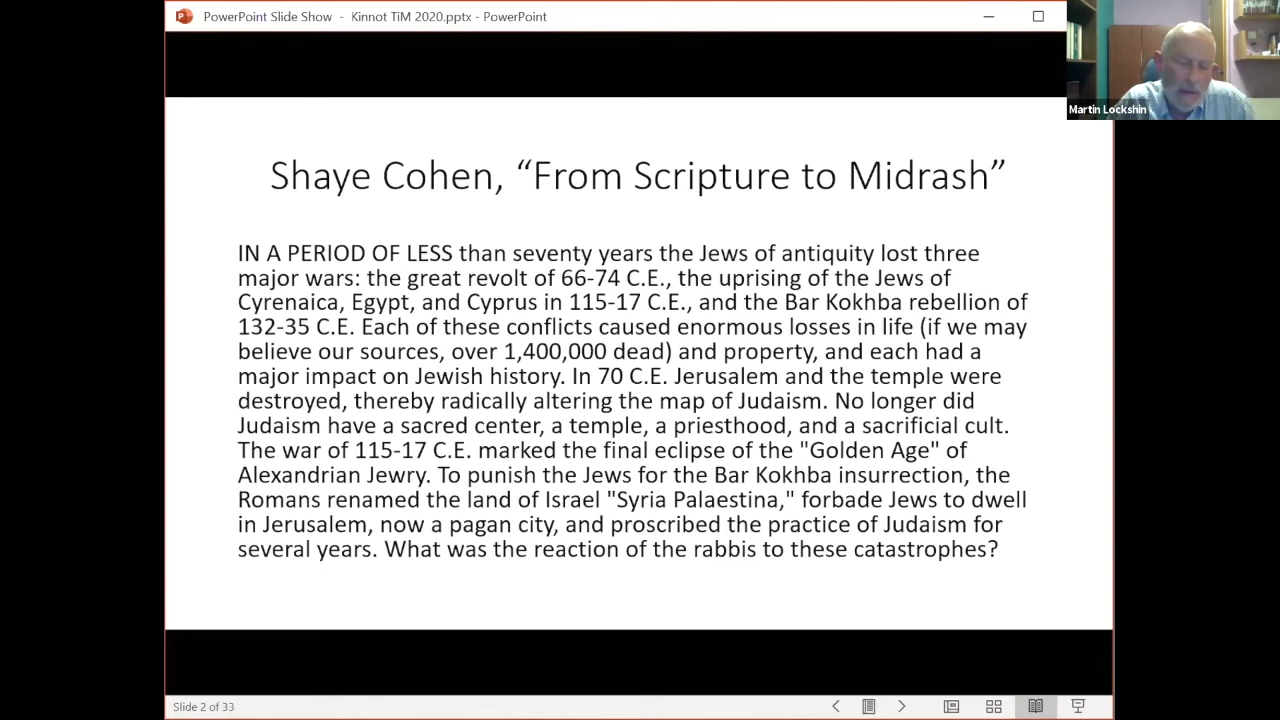 PowerPoint Slide Show - Kinnot TiM 2020.pptx - PowerPoint
Martin Lockshin
Shaye Cohen, “From Scripture to Midrash”
IN A PERIOD OF LESS than seventy years the Jews of antiquity lost three
major wars: the great revolt of 66-74 C.E., the uprising of the Jews of
Cyrenaica, Egypt, and Cyprus in 115-17 C.E., and the Bar Kokhba rebellion of
132-35 C.E. Each of these conflicts caused enormous losses in life (if we may
believe our sources, over 1,400,000 dead) and property, and each had a
major impact on Jewish history. In 70 C.E. Jerusalem and the temple were
destroyed, thereby radically altering the map of Judaism. No longer did
Judaism have a sacred center, a temple, a priesthood, and a sacrificial cult.
The war of 115-17 C.E. marked the final eclipse of the "Golden Age" of
Alexandrian Jewry. To punish the Jews for the Bar Kokhba insurrection, the
Romans renamed the land of Israel "Syria Palaestina," forbade Jews to dwell
in Jerusalem, now a pagan city, and proscribed the practice of Judaism for
several years. What was the reaction of the rabbis to these catastrophes?
Slide 2 of 33